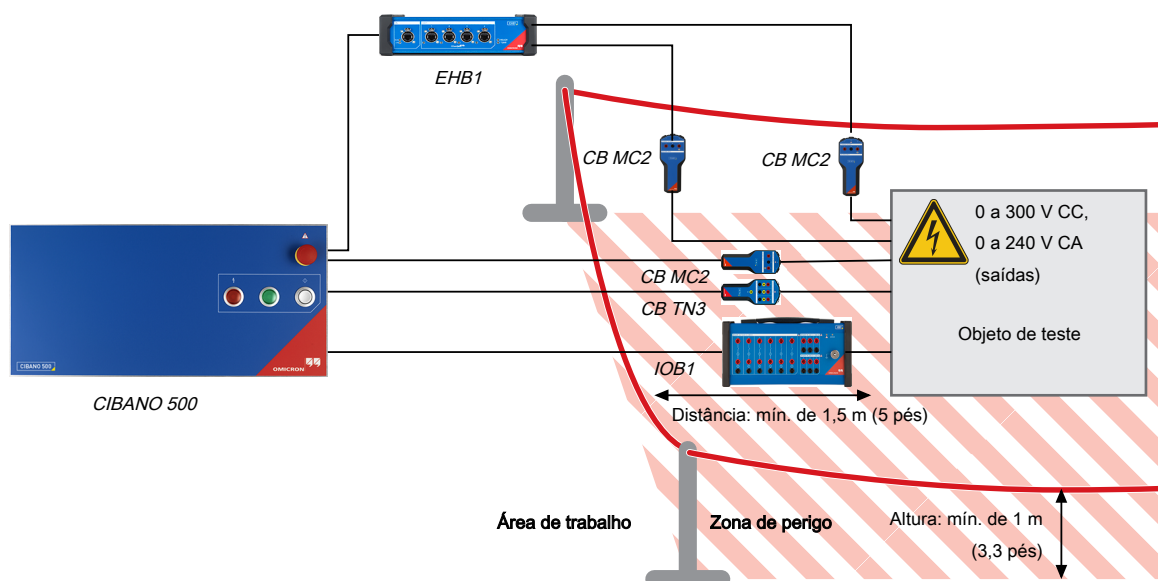 EHB1
CB MC2
CB MC2
0 a 300 V CC,
0 a 240 V CA
(saídas)
CB MC2
CB TN3
Objeto de teste
IOB1
CIBANO 500
OMICRON
CIBANO 500
Distância: mín. de 1,5 m (5 pés)
Área de trabalho
Zona de perigo
Altura: mín. de 1 m
(3,3 pés)